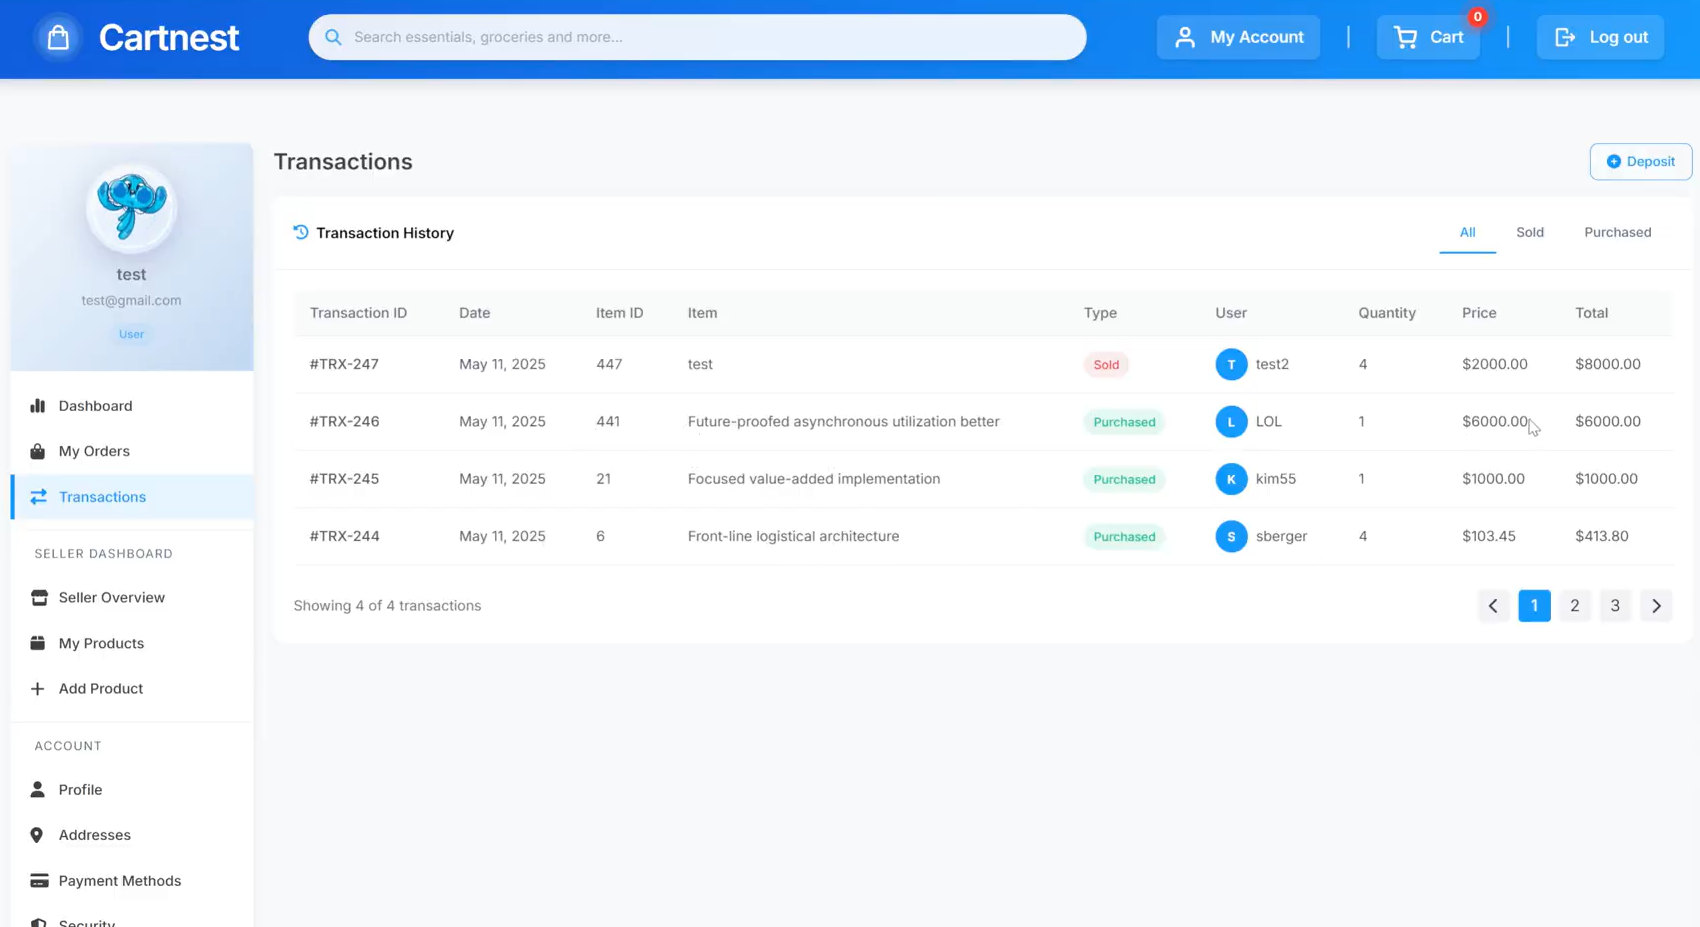 Cartnest
Search essentials, groceries and more...
My Account
Cart
0
Log out
test
test@gmail.com
User
Dashboard
My Orders
Transactions
SELLER DASHBOARD
Seller Overview
My Products
Add Product
ACCOUNT
Profile
Addresses
Payment Methods
Security
Transactions
Deposit
Transaction History
All Sold Purchased
Transaction ID Date Item ID Item Type User Quantity Price Total
#TRX-247 May 11, 2025 447 test Sold T test2 4 $2000.00 $8000.00
#TRX-246 May 11, 2025 441 Future-proofed asynchronous utilization better Purchased L LOL 1 $6000.00 $6000.00
#TRX-245 May 11, 2025 21 Focused value-added implementation Purchased K kim55 1 $1000.00 $1000.00
#TRX-244 May 11, 2025 6 Front-line logistical architecture Purchased S sberger 4 $103.45 $413.80
Showing 4 of 4 transactions
1 2 3